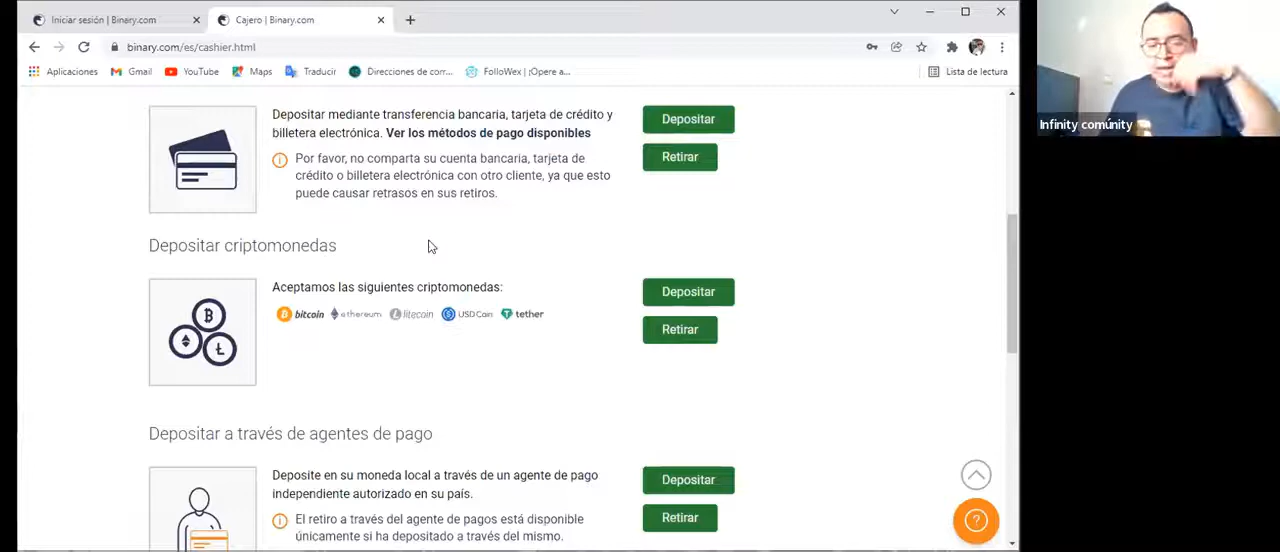 Iniciar sesión | Binary.com
Cajero | Binary.com
binary.com/es/cashier.html
Aplicaciones
Gmail
YouTube
Maps
Traducir
Direcciones de corr...
FolloWex | ¡Opere a...
Lista de lectura
Infinity comúnity
Depositar mediante transferencia bancaria, tarjeta de crédito y
billetera electrónica. Ver los métodos de pago disponibles
Depositar
Por favor, no comparta su cuenta bancaria, tarjeta de
crédito o billetera electrónica con otro cliente, ya que esto
puede causar retrasos en sus retiros.
Retirar
Depositar criptomonedas
Aceptamos las siguientes criptomonedas:
bitcoin ethereum litecoin USD Coin tether
Depositar
Retirar
Depositar a través de agentes de pago
Deposite en su moneda local a través de un agente de pago
independiente autorizado en su país.
Depositar
El retiro a través del agente de pagos está disponible
únicamente si ha depositado a través del mismo.
Retirar